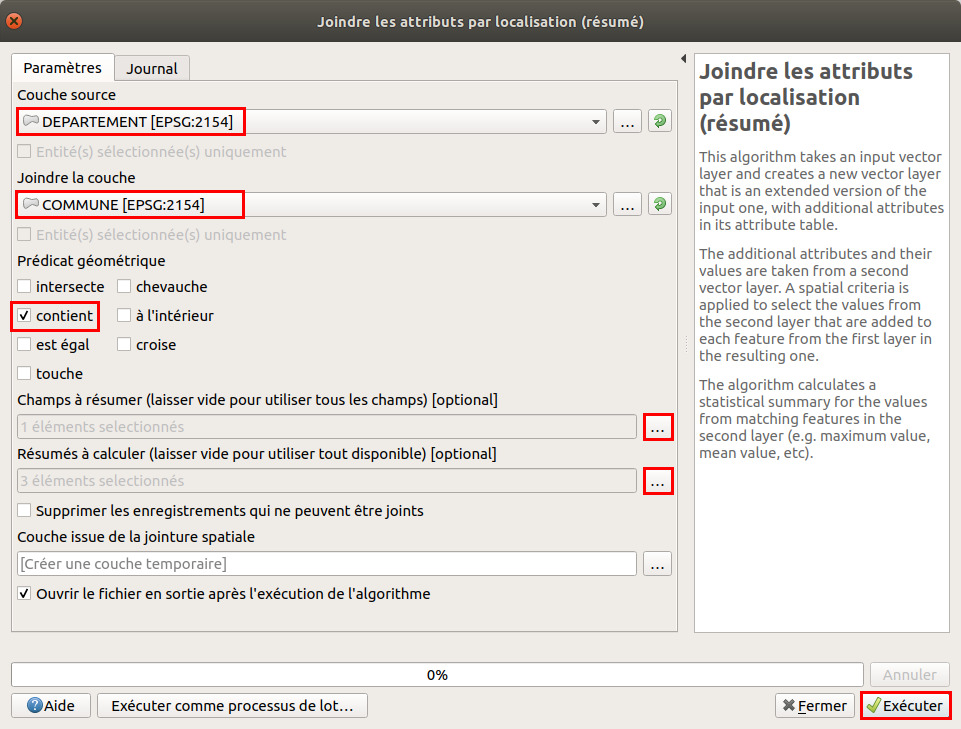 Joindre les attributs par localisation (résumé)
Paramètres Journal
Couche source
DEPARTEMENT [EPSG:2154]
...
Entité(s) sélectionnée(s) uniquement
Joindre la couche
COMMUNE [EPSG:2154]
...
Entité(s) sélectionnée(s) uniquement
Prédicat géométrique
intersecte chevauche
contient à l'intérieur
est égal croise
touche
Champs à résumer (laisser vide pour utiliser tous les champs) [optional]
1 éléments selectionnés
...
Résumés à calculer (laisser vide pour utiliser tout disponible) [optional]
3 éléments selectionnés
...
Supprimer les enregistrements qui ne peuvent être joints
Couche issue de la jointure spatiale
[Créer une couche temporaire]
...
Ouvrir le fichier en sortie après l'exécution de l'algorithme
Joindre les attributs
par localisation
(résumé)
This algorithm takes an input vector
layer and creates a new vector layer
that is an extended version of the
input one, with additional attributes
in its attribute table.
The additional attributes and their
values are taken from a second
vector layer. A spatial criteria is
applied to select the values from
the second layer that are added to
each feature from the first layer in
the resulting one.
The algorithm calculates a
statistical summary for the values
from matching features in the
second layer (e.g. maximum value,
mean value, etc).
0%
Annuler
Aide
Exécuter comme processus de lot...
Fermer
Exécuter